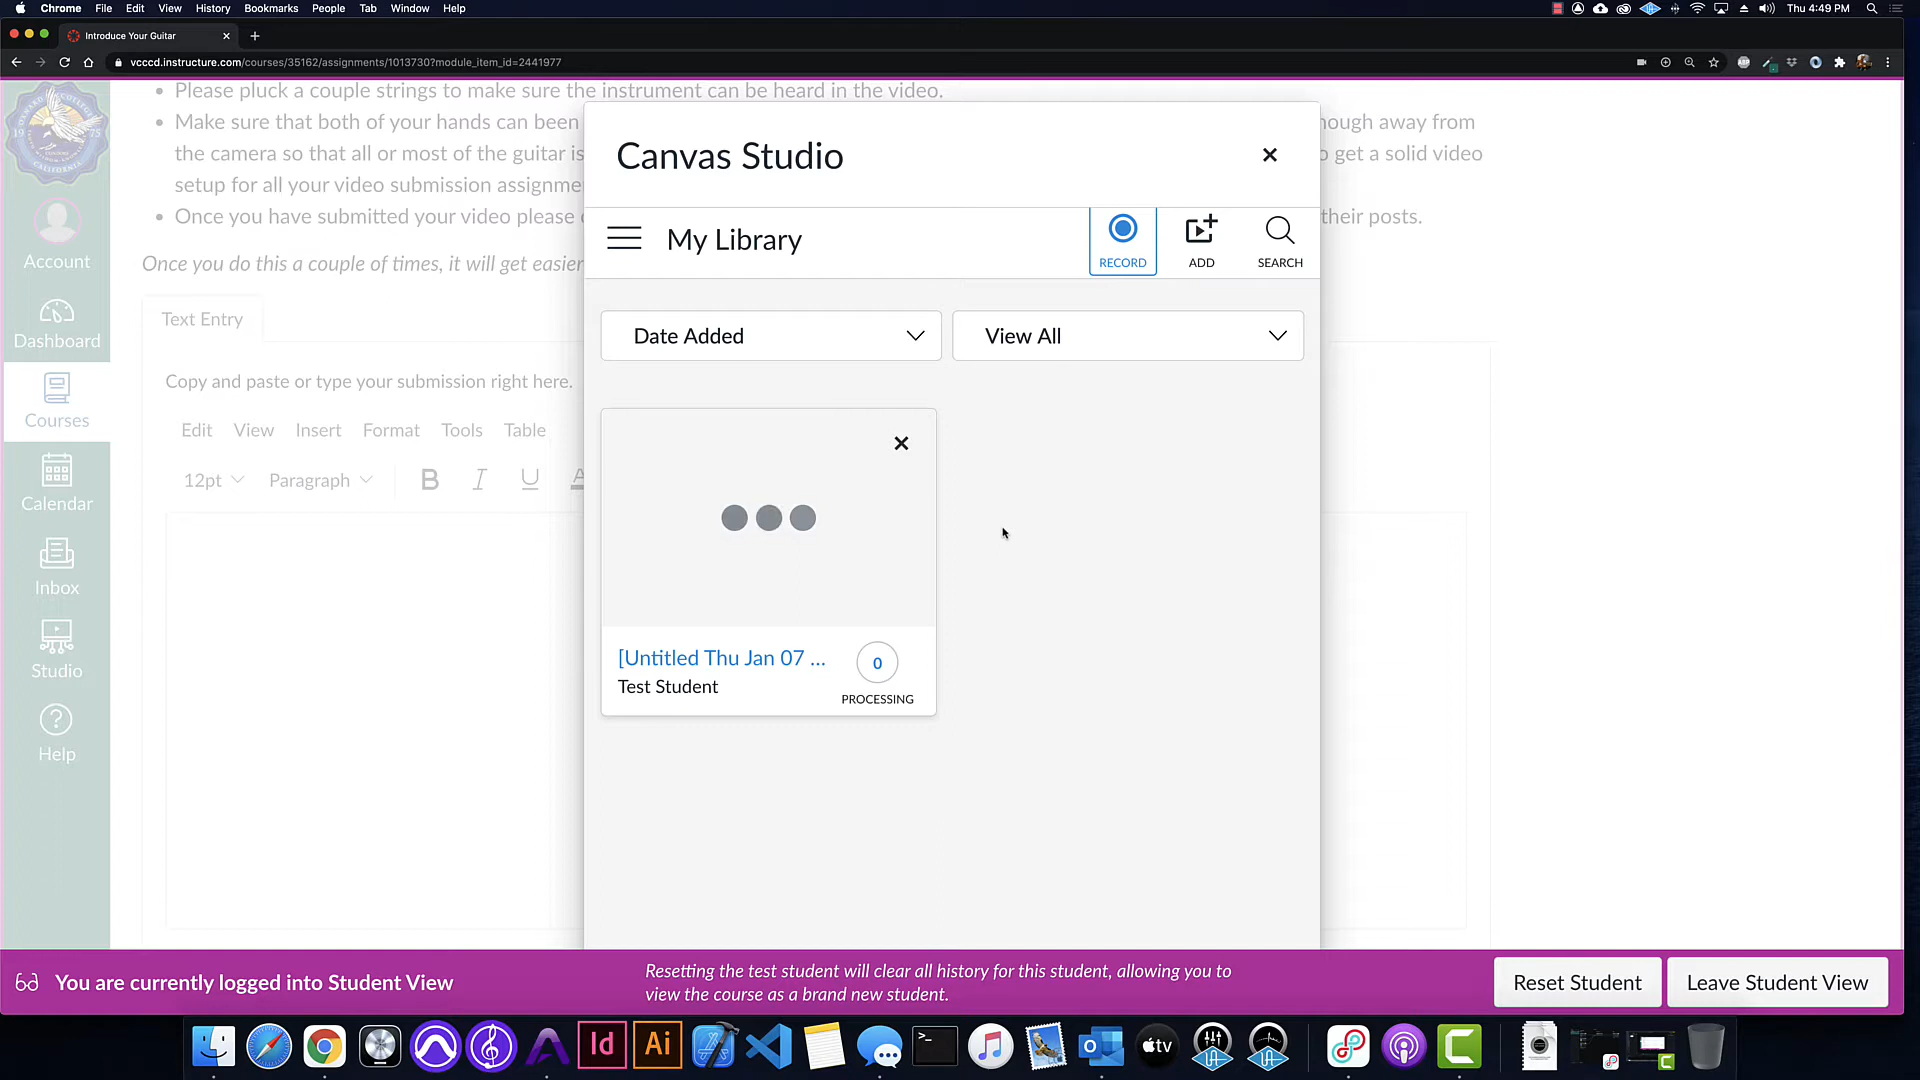 Chrome File Edit View History Bookmarks People Tab Window Help
Thu 4:49 PM
Introduce Your Guitar
vcccd.instructure.com/courses/35162/assignments/1013730?module_item_id=2441977
Please pluck a couple strings to make sure the instrument can be heard in the video.
Make sure that both of your hands can been
nough away from
the camera so that all or most of the guitar is
o get a solid video
setup for all your video submission assignme
Once you have submitted your video please
their posts.
Once you do this a couple of times, it will get easier
Canvas Studio
My Library
RECORD
ADD
SEARCH
Date Added
View All
[Untitled Thu Jan 07 ...
Test Student
0
PROCESSING
Account
Dashboard
Courses
Calendar
Inbox
Studio
Help
Text Entry
Copy and paste or type your submission right here.
Edit View Insert Format Tools Table
12pt Paragraph B I U A
You are currently logged into Student View
Resetting the test student will clear all history for this student, allowing you to
view the course as a brand new student.
Reset Student
Leave Student View
Id
Ai
tv